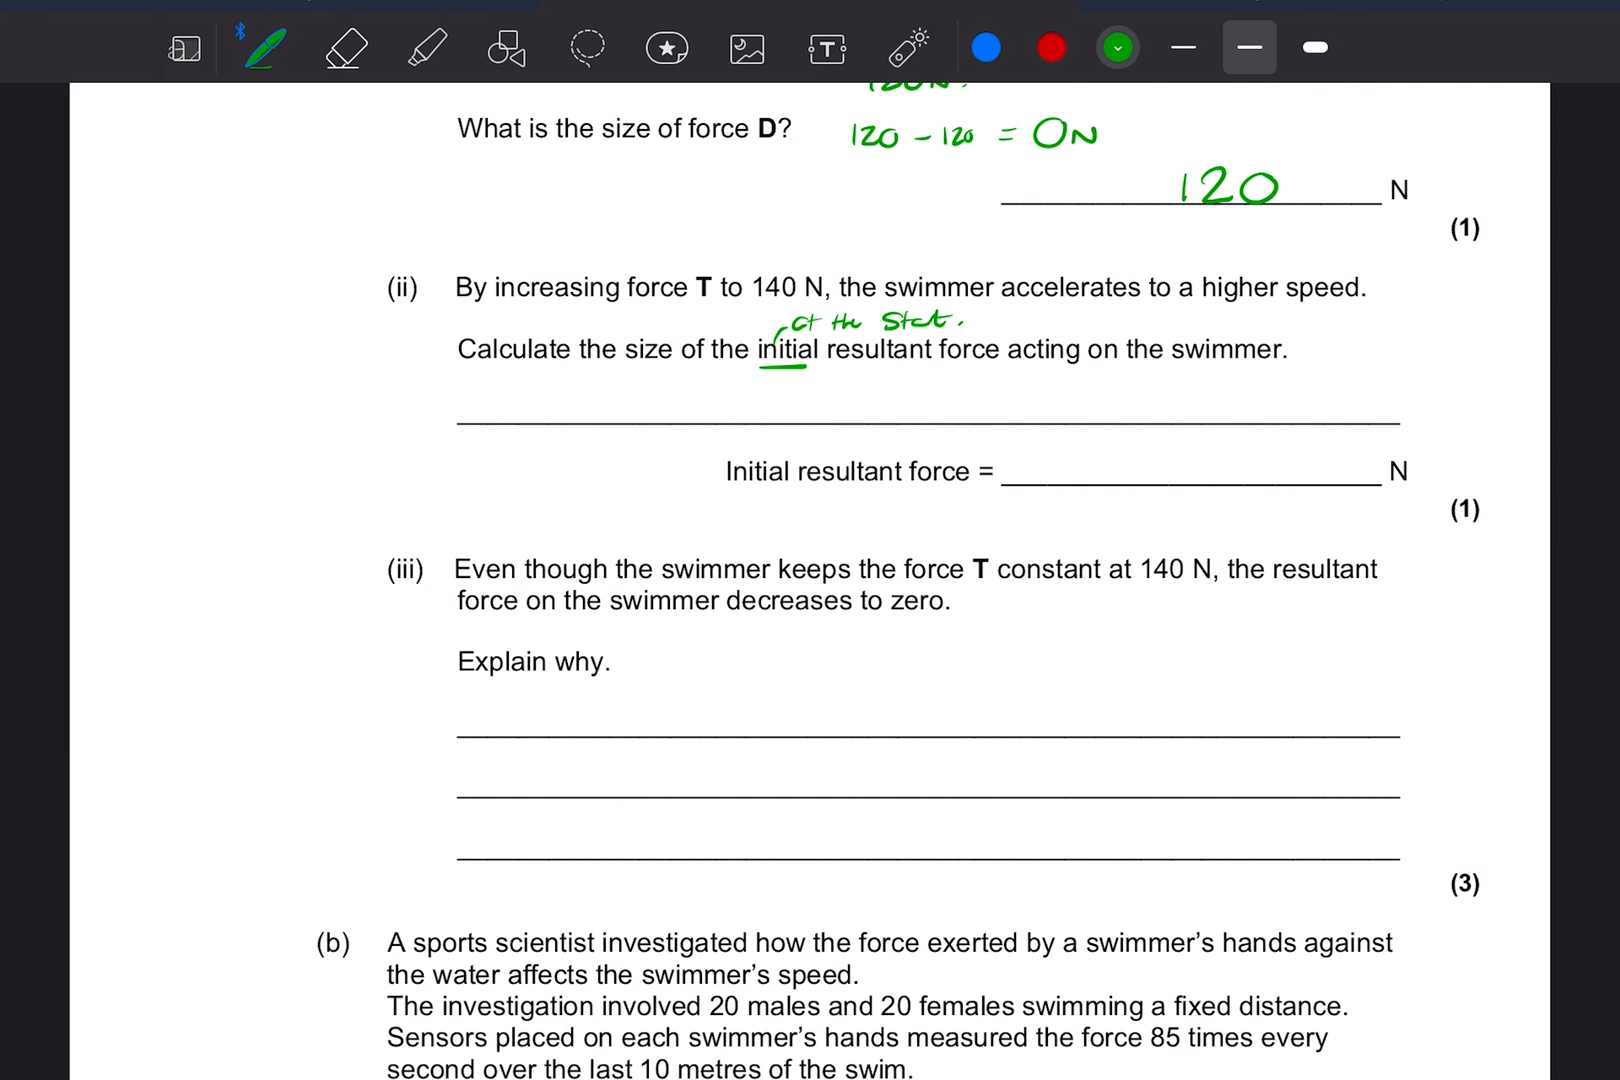 What is the size of force D? 120 - 120 = 0N
120 N
(1)
(ii) By increasing force T to 140 N, the swimmer accelerates to a higher speed.
at the start.
Calculate the size of the initial resultant force acting on the swimmer.
Initial resultant force = N
(1)
(iii) Even though the swimmer keeps the force T constant at 140 N, the resultant
force on the swimmer decreases to zero.
Explain why.
(3)
(b) A sports scientist investigated how the force exerted by a swimmer’s hands against
the water affects the swimmer’s speed.
The investigation involved 20 males and 20 females swimming a fixed distance.
Sensors placed on each swimmer’s hands measured the force 85 times every
second over the last 10 metres of the swim.